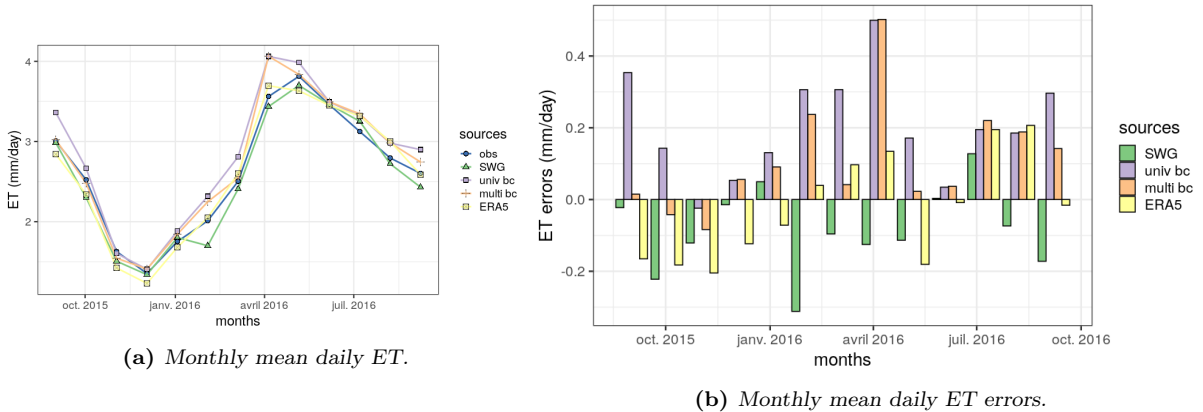 4
3
2
ET (mm/day)
oct. 2015
janv. 2016
avril 2016
juil. 2016
months
sources
obs
SWG
univ bc
multi bc
ERA5
(a) Monthly mean daily ET.
0.4
0.2
0.0
-0.2
ET errors (mm/day)
oct. 2015
janv. 2016
avril 2016
juil. 2016
oct. 2016
months
sources
SWG
univ bc
multi bc
ERA5
(b) Monthly mean daily ET errors.